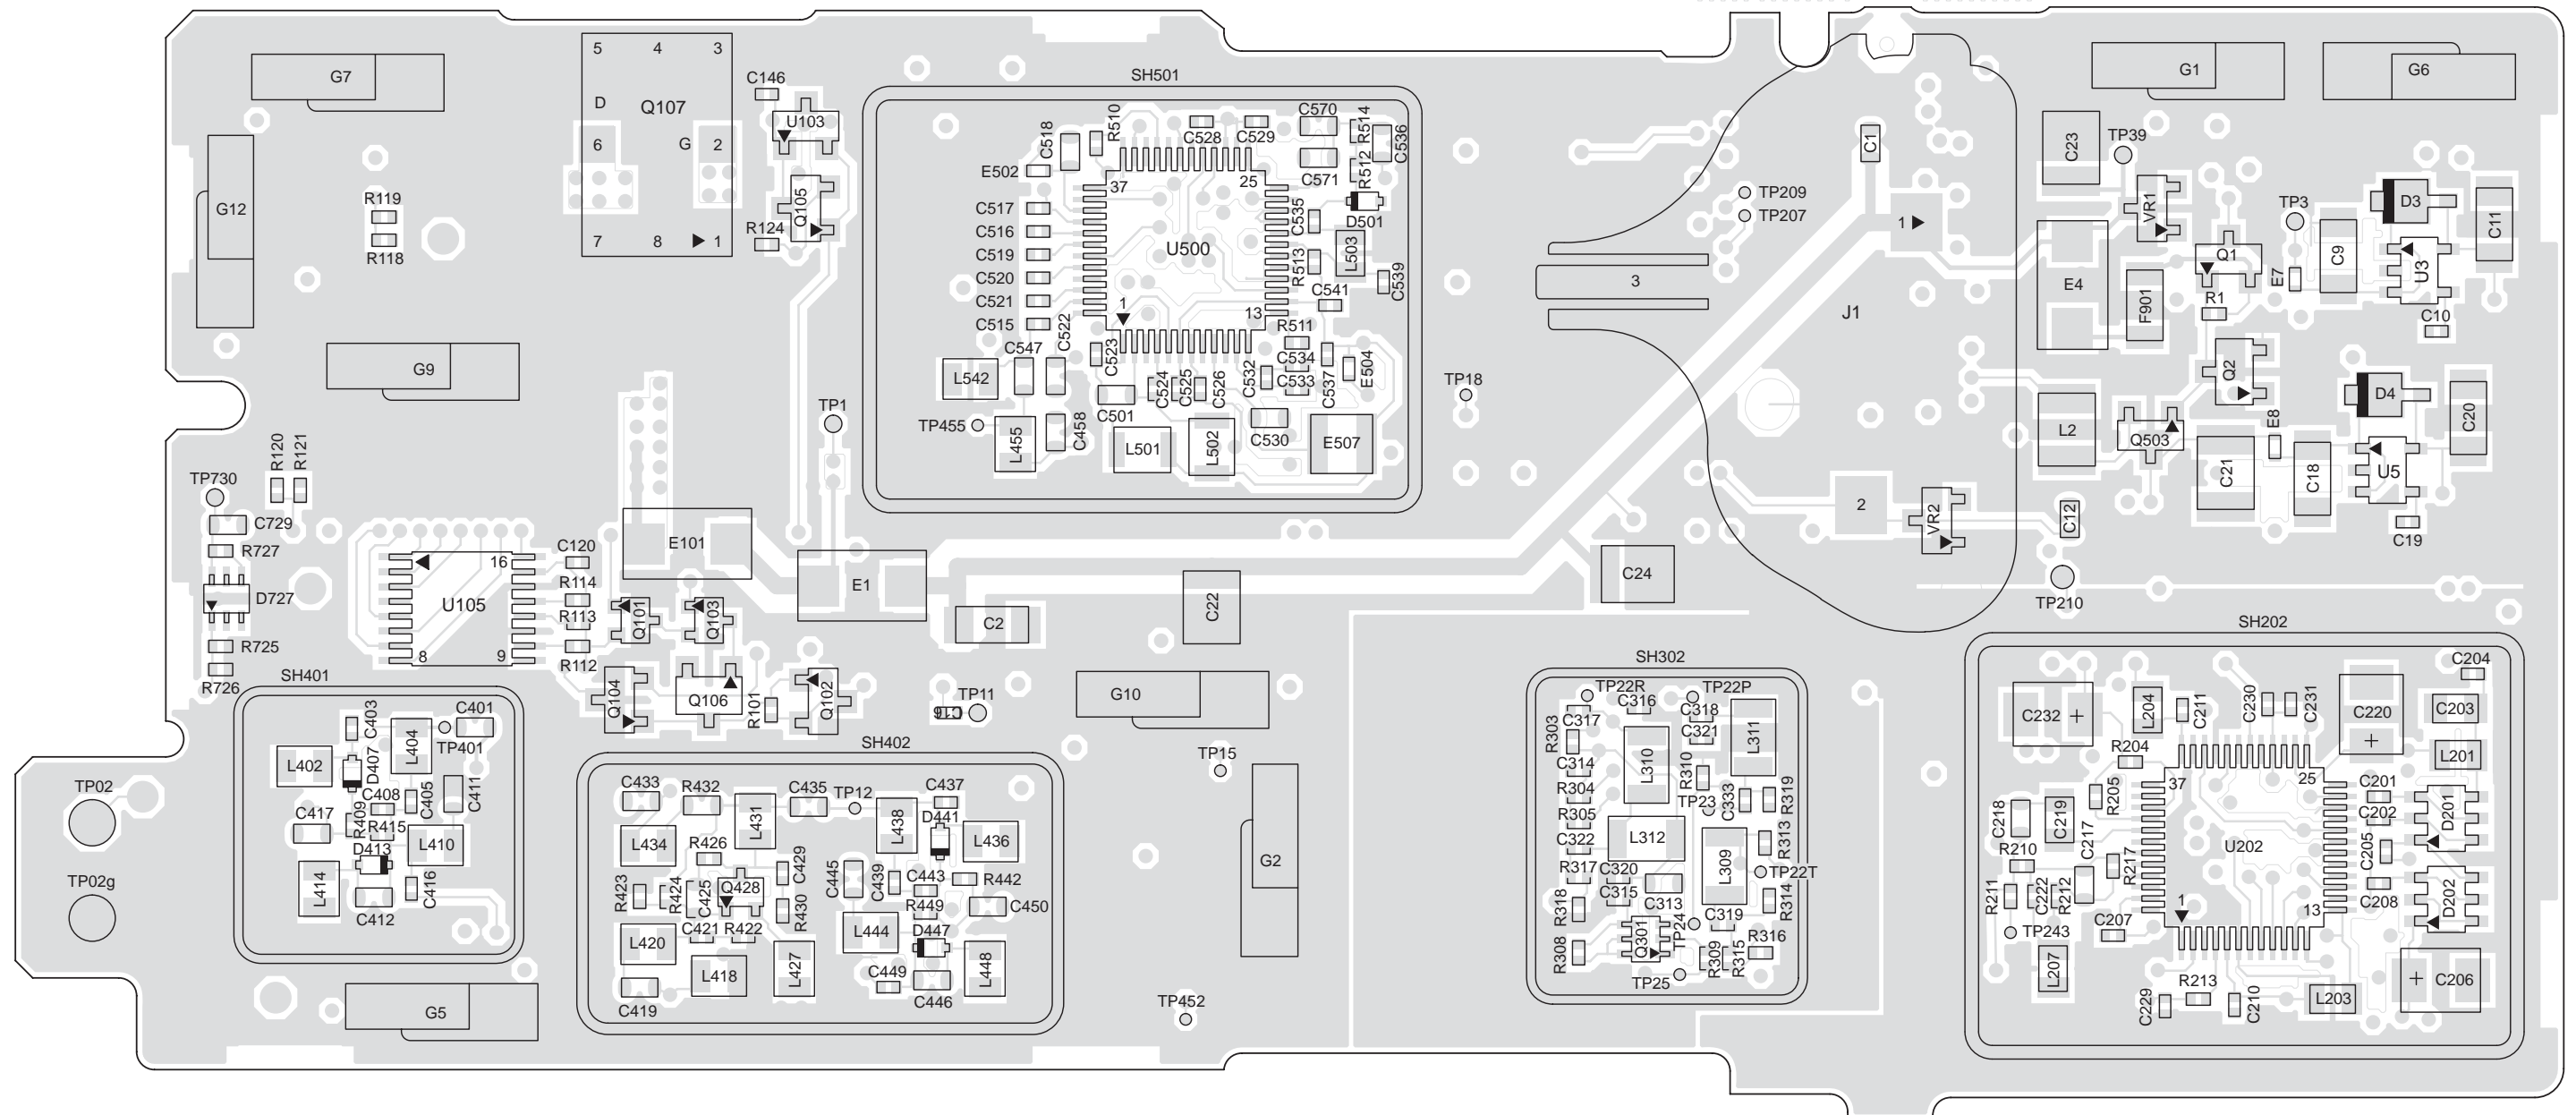 G7
5 4 3
D
Q107
6
G
2
7 8 1
C146
U103
Q105
R124
G12
R119
R118
G9
SH501
C518
R510
C528
C529
C570
R514
C536
C571
R512
D501
E502
C517
C516
C519
C520
C521
C515
37
25
U500
1
13
C535
L503
R513
C539
C541
R511
C534
C533
C532
C537
E504
C522
C523
C547
L542
C524
C525
C526
C501
C530
TP455
L455
C458
L501
L502
E507
TP18
TP1
TP209
TP207
C1
1
3
J1
2
VR2
C12
TP210
G1
G6
C23
TP39
VR1
TP3
D3
C11
Q1
E4
F901
R1
E7
C9
U3
C10
Q2
D4
L2
Q503
E8
C20
C21
C18
U5
C19
TP730
R120
R121
C729
R727
D727
R725
R726
16
U105
8
9
C120
R114
R113
R112
E101
E1
Q101
Q103
Q104
Q106
R101
Q102
C2
C22
C24
C16
TP11
G10
TP15
G2
TP452
TP02
TP02g
G5
SH401
C403
C401
L404
TP401
L402
D407
C408
C405
C411
C417
R409
R415
D413
L410
L414
C416
C412
SH402
C433
R432
C435
TP12
C437
L431
L438
D441
L436
L434
R426
C429
C445
C439
C443
R442
R423
R424
C425
Q428
R430
R449
C450
C421
R422
L444
D447
L420
L418
L427
C449
C446
L448
C419
SH302
TP22R
C316
TP22P
C318
C317
R303
C321
L310
L311
C314
R310
R304
TP23
C333
R319
R305
L312
C322
R313
R317
C320
L309
TP22T
C315
C313
R318
C319
R314
Q301
TP24
R308
R309
R315
R316
TP25
SH202
C204
C232
+
L204
C211
C230
C231
C220
+
C203
R204
L201
37
25
C201
C202
D201
R205
C218
C219
C217
R217
U202
C205
R210
R211
C222
R212
1
13
C208
D202
C207
TP243
L207
R213
C229
C210
L203
+
C206